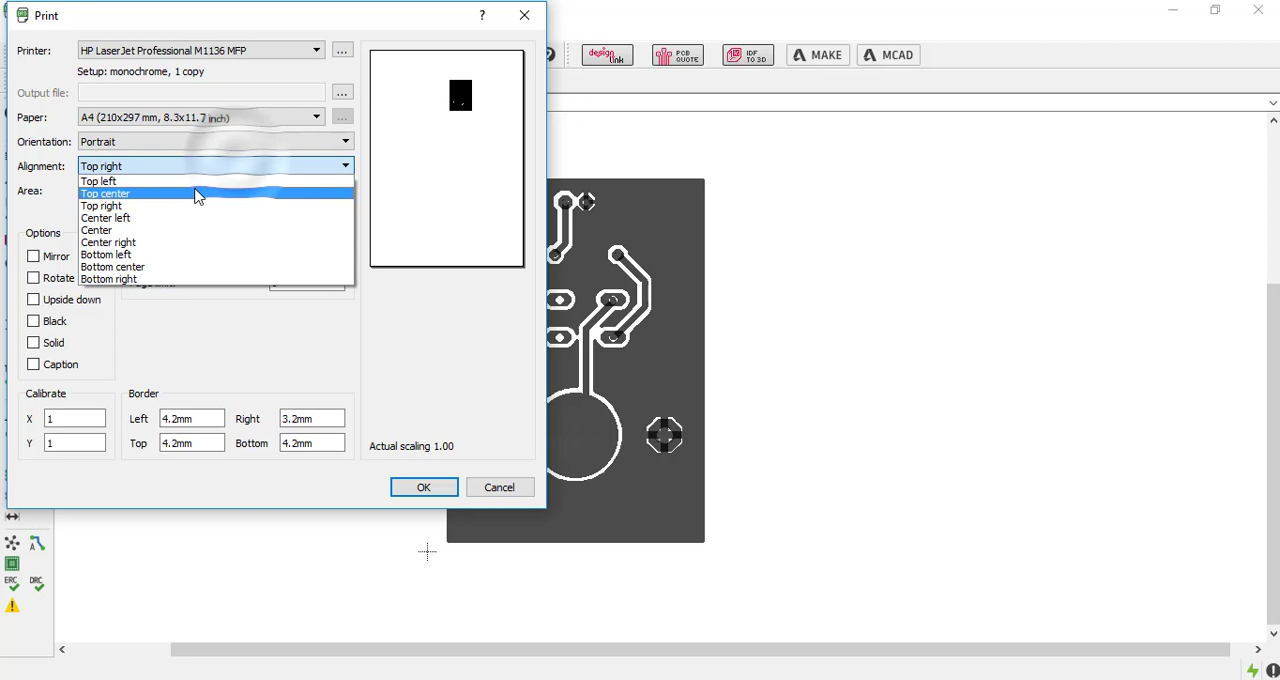 Print
?
design link
PCB QUOTE
IDF TO 3D
MAKE
MCAD
Printer:
HP LaserJet Professional M1136 MFP
...
Setup: monochrome, 1 copy
Output file:
...
Paper:
A4 (210x297 mm, 8.3x11.7 inch)
...
Orientation:
Portrait
Alignment:
Top right
Top left
Top center
Top right
Center left
Center
Center right
Bottom left
Bottom center
Bottom right
Area:
Options
Mirror
Rotate
Upside down
Black
Solid
Caption
Calibrate
X
1
Y
1
Border
Left
4.2mm
Right
3.2mm
Top
4.2mm
Bottom
4.2mm
Actual scaling 1.00
OK
Cancel
ERC
DRC